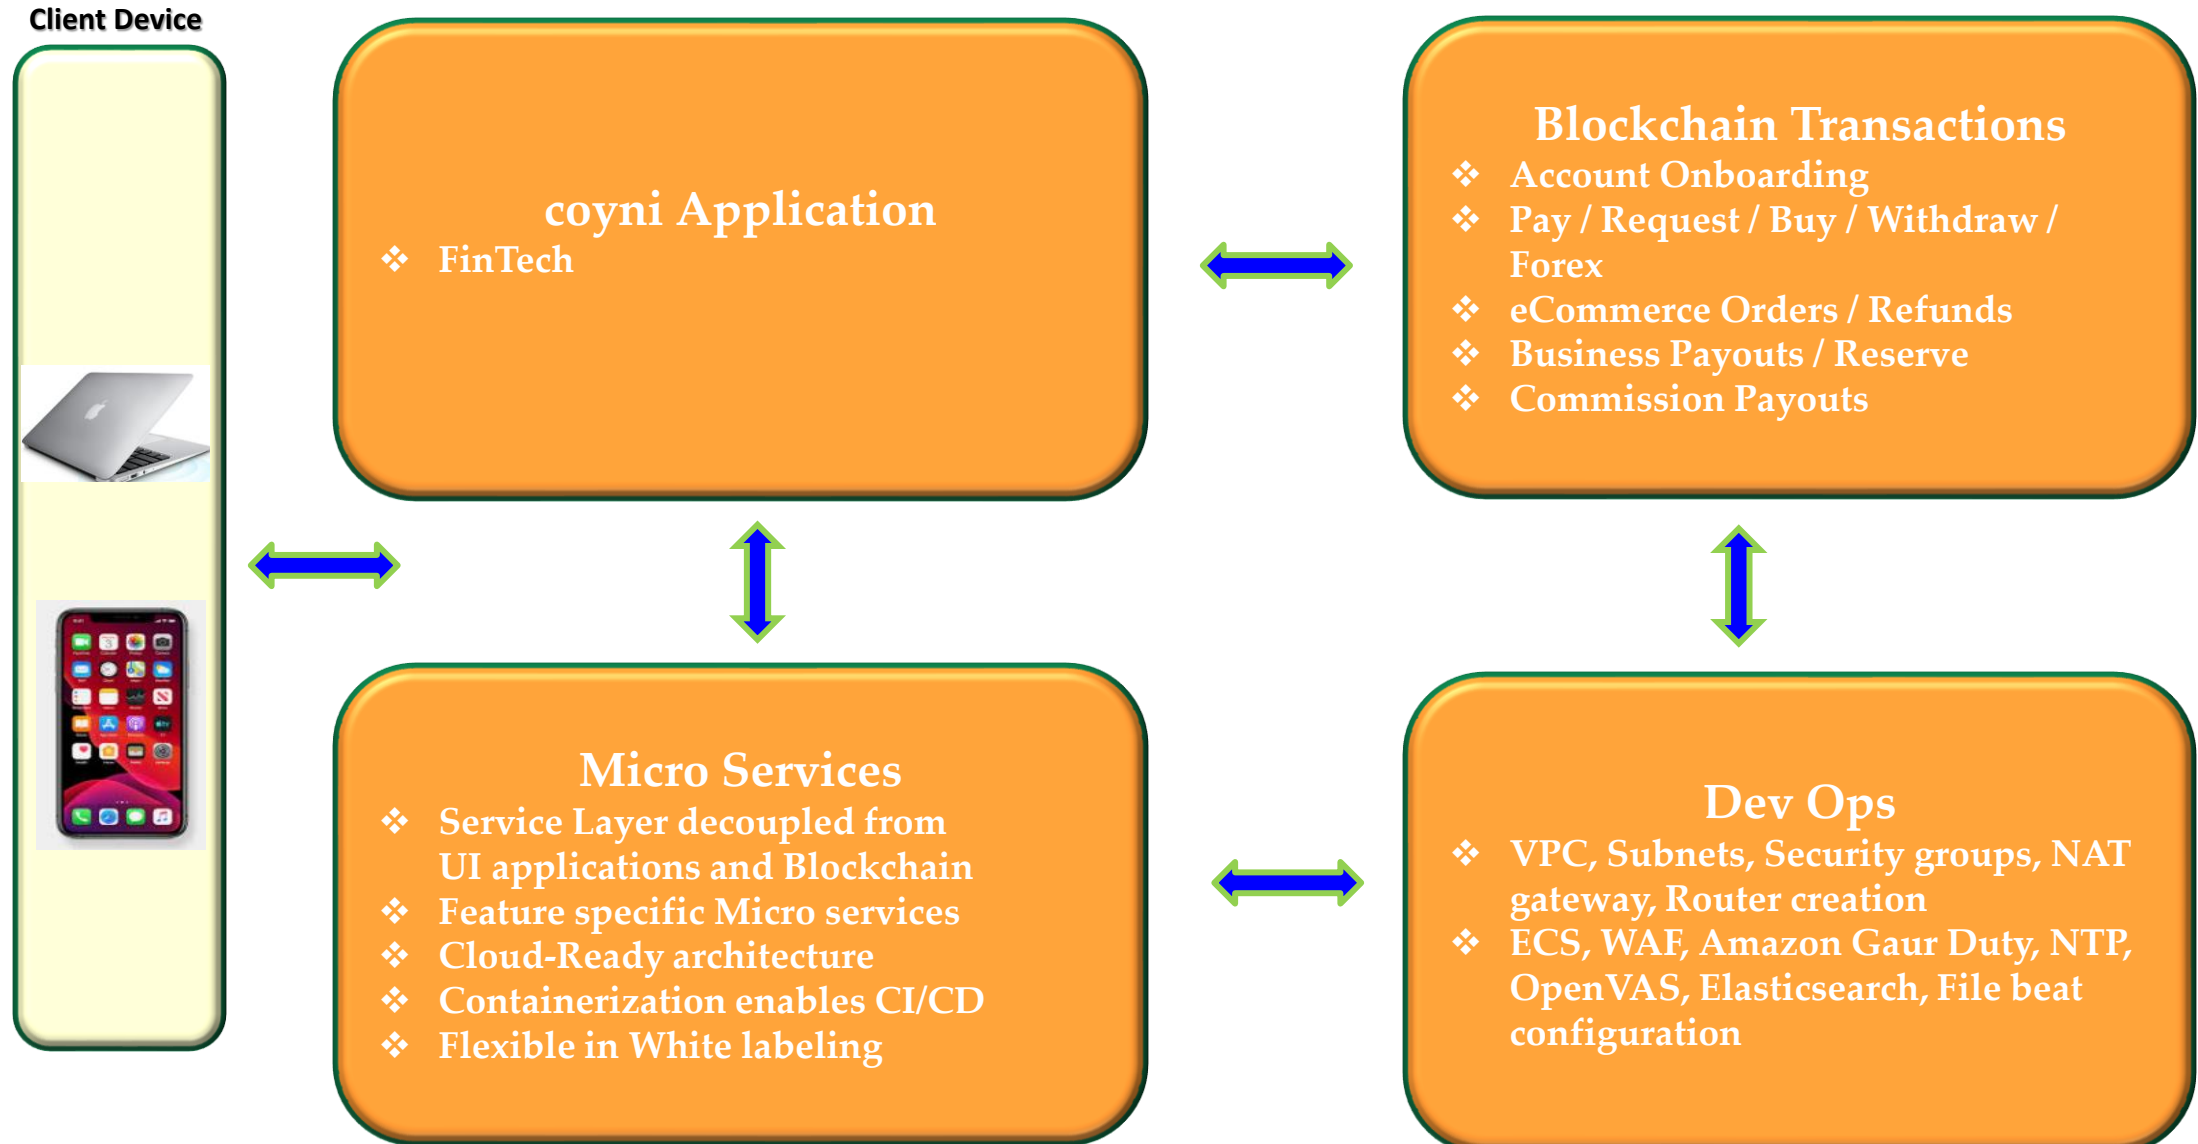 Client Device
coyni Application
❖ FinTech
Blockchain Transactions
❖ Account Onboarding
❖ Pay / Request / Buy / Withdraw /
Forex
❖ eCommerce Orders / Refunds
❖ Business Payouts / Reserve
❖ Commission Payouts
Micro Services
❖ Service Layer decoupled from
UI applications and Blockchain
❖ Feature specific Micro services
❖ Cloud-Ready architecture
❖ Containerization enables CI/CD
❖ Flexible in White labeling
Dev Ops
❖ VPC, Subnets, Security groups, NAT
gateway, Router creation
❖ ECS, WAF, Amazon Gaur Duty, NTP,
OpenVAS, Elasticsearch, File beat
configuration